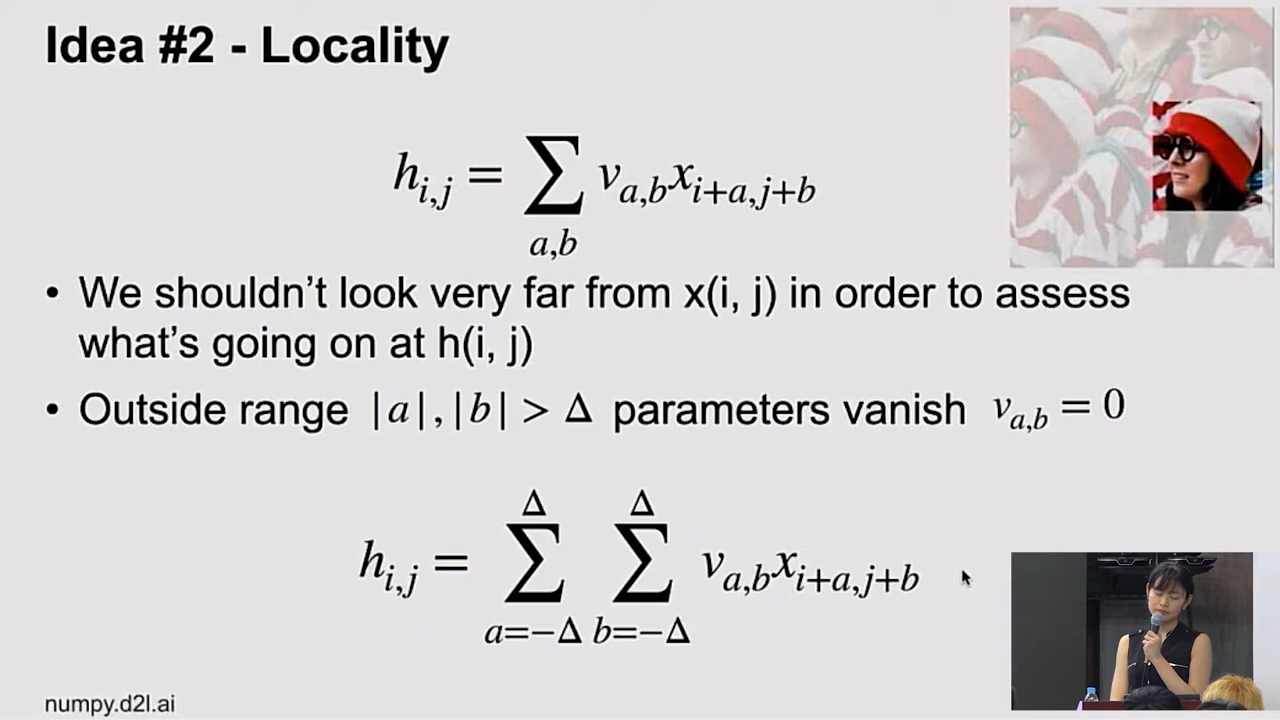 Idea #2 - Locality
h_{i,j} = ∑_{a,b} v_{a,b}x_{i+a,j+b}
• We shouldn’t look very far from x(i, j) in order to assess
what’s going on at h(i, j)
• Outside range |a|,|b| > Δ parameters vanish v_{a,b} = 0
h_{i,j} = ∑_{a=−Δ}^{Δ} ∑_{b=−Δ}^{Δ} v_{a,b}x_{i+a,j+b}
numpy.d2l.ai